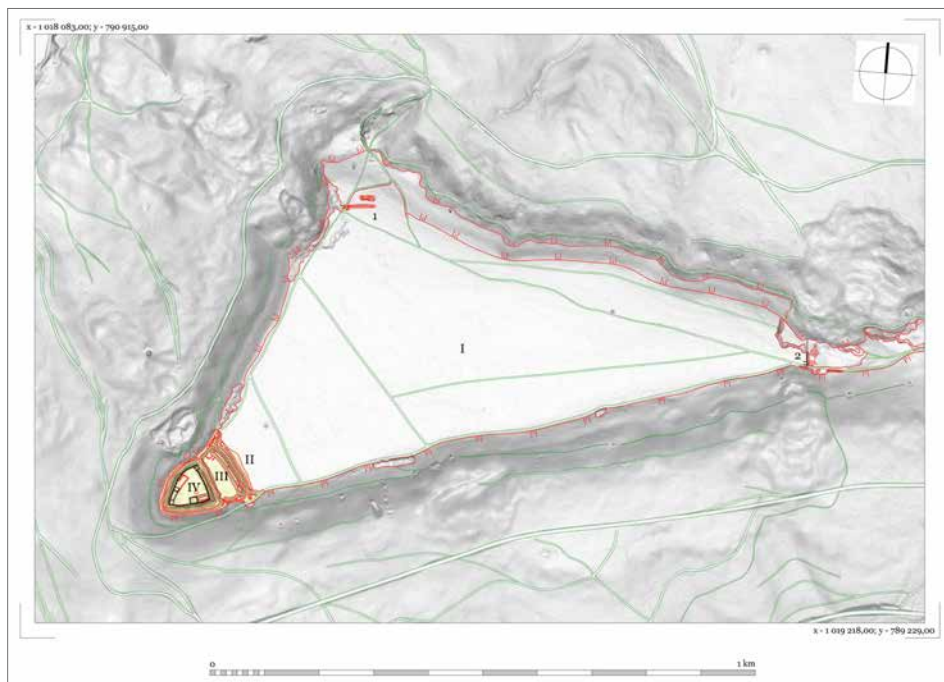 x - 1 018 083,00; y - 790 915,00
1
I
2
II
III
IV
x - 1 019 218,00; y - 789 229,00
0
1 km